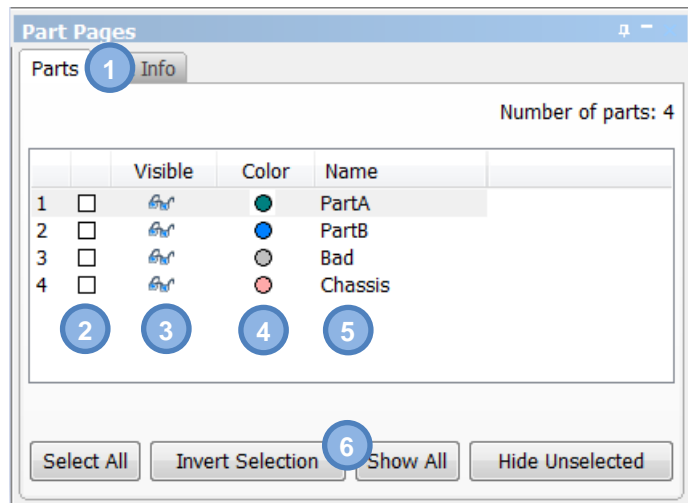 Part Pages
Parts 1 Info
Number of parts: 4
Visible Color Name
1 PartA
2 PartB
3 Bad
4 Chassis
2 3 4 5
6
Select All Invert Selection Show All Hide Unselected